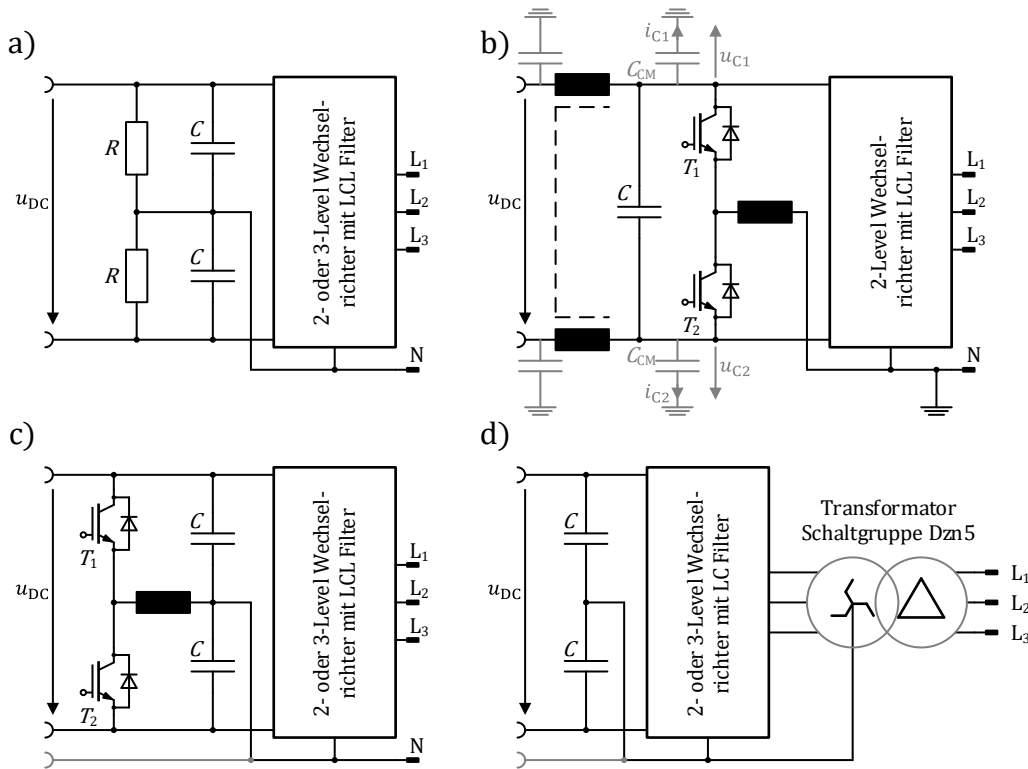 a)
R
R
C
C
u_DC
2- oder 3-Level Wechsel-
richter mit LCL Filter
L₁
L₂
L₃
N
b)
i_C1
C_CM
u_C1
T₁
C
u_DC
T₂
C_CM
u_C2
i_C2
2-Level Wechsel-
richter mit LCL Filter
L₁
L₂
L₃
N
c)
T₁
C
u_DC
T₂
C
2- oder 3-Level Wechsel-
richter mit LCL Filter
L₁
L₂
L₃
N
d)
C
u_DC
C
2- oder 3-Level Wechsel-
richter mit LC Filter
Transformator
Schaltgruppe Dzn5
L₁
L₂
L₃